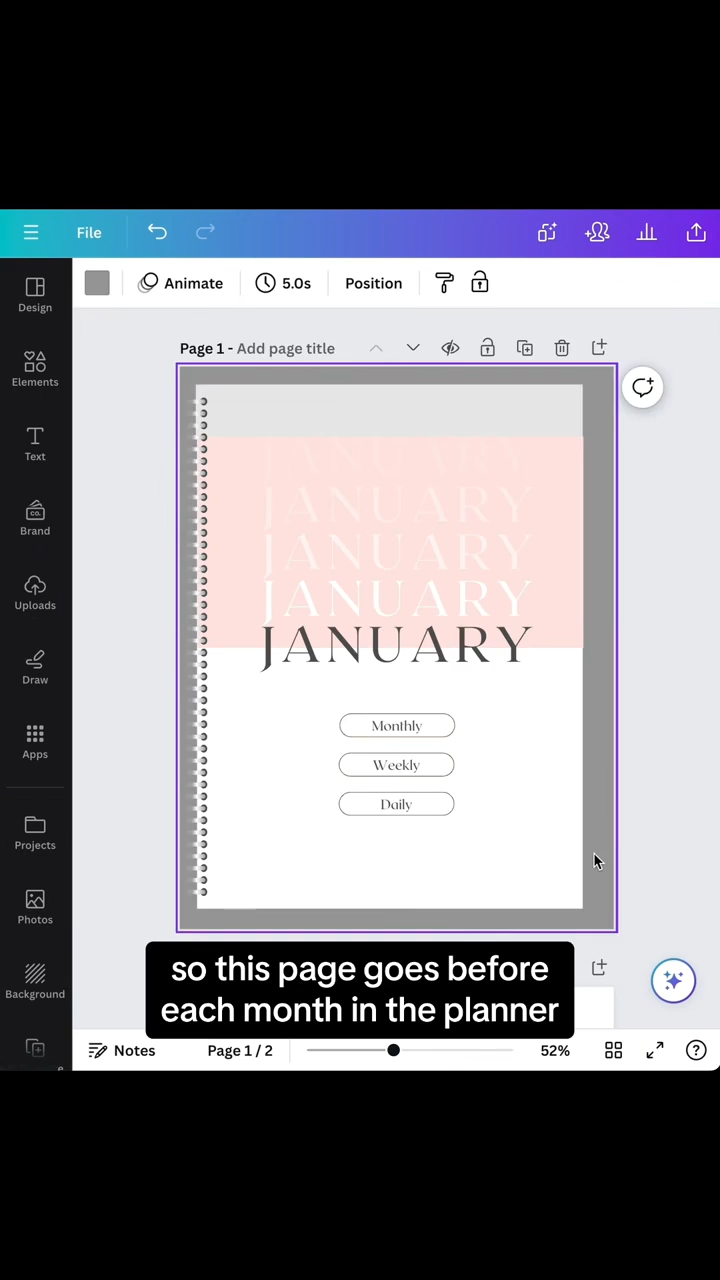 File
Animate
5.0s
Position
Design
Elements
Text
co.
Brand
Uploads
Draw
Apps
Projects
Photos
Background
Page 1 - Add page title
JANUARY
JANUARY
JANUARY
JANUARY
JANUARY
Monthly
Weekly
Daily
so this page goes before
each month in the planner
Notes
Page 1 / 2
52%